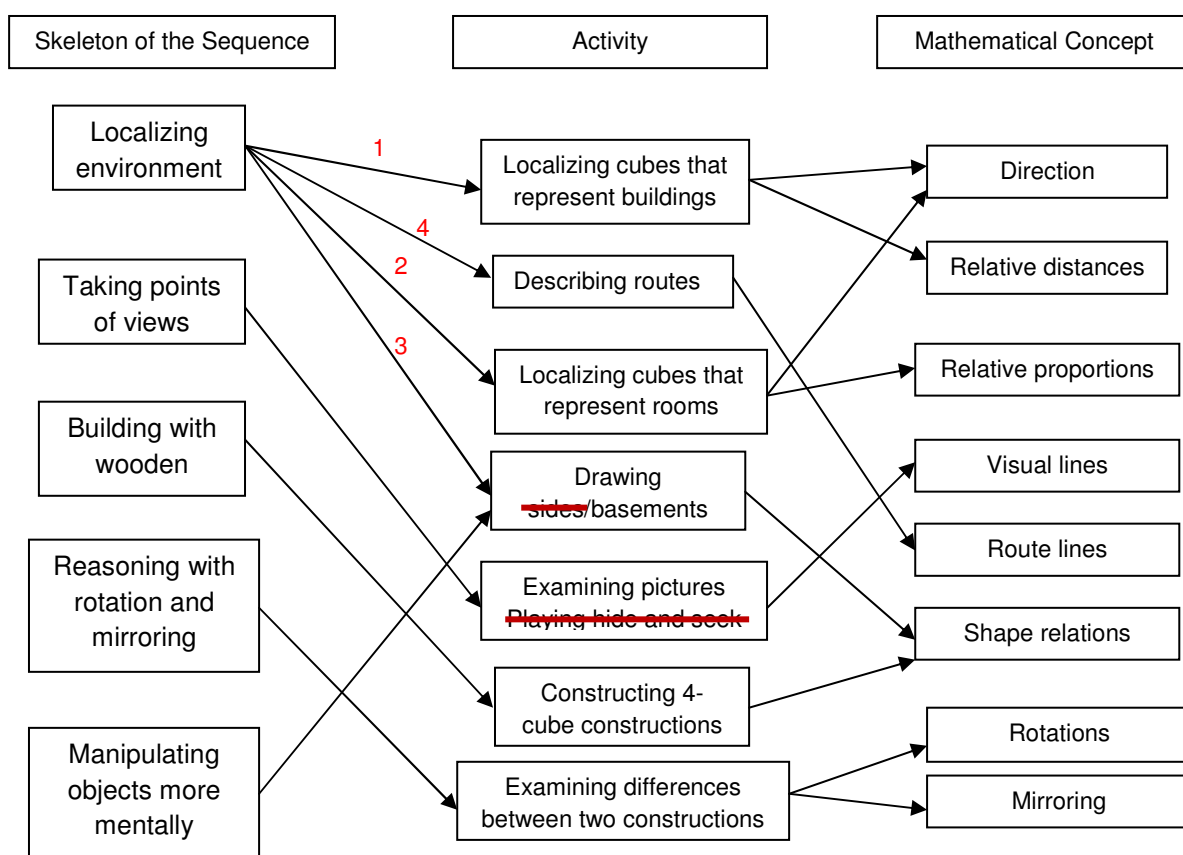 Skeleton of the Sequence
Activity
Mathematical Concept
Localizing
environment
Taking points
of views
Building with
wooden
Reasoning with
rotation and
mirroring
Manipulating
objects more
mentally
1
4
2
3
Localizing cubes that
represent buildings
Describing routes
Localizing cubes that
represent rooms
Drawing
sides/basements
Examining pictures
Playing hide and seek
Constructing 4-
cube constructions
Examining differences
between two constructions
Direction
Relative distances
Relative proportions
Visual lines
Route lines
Shape relations
Rotations
Mirroring